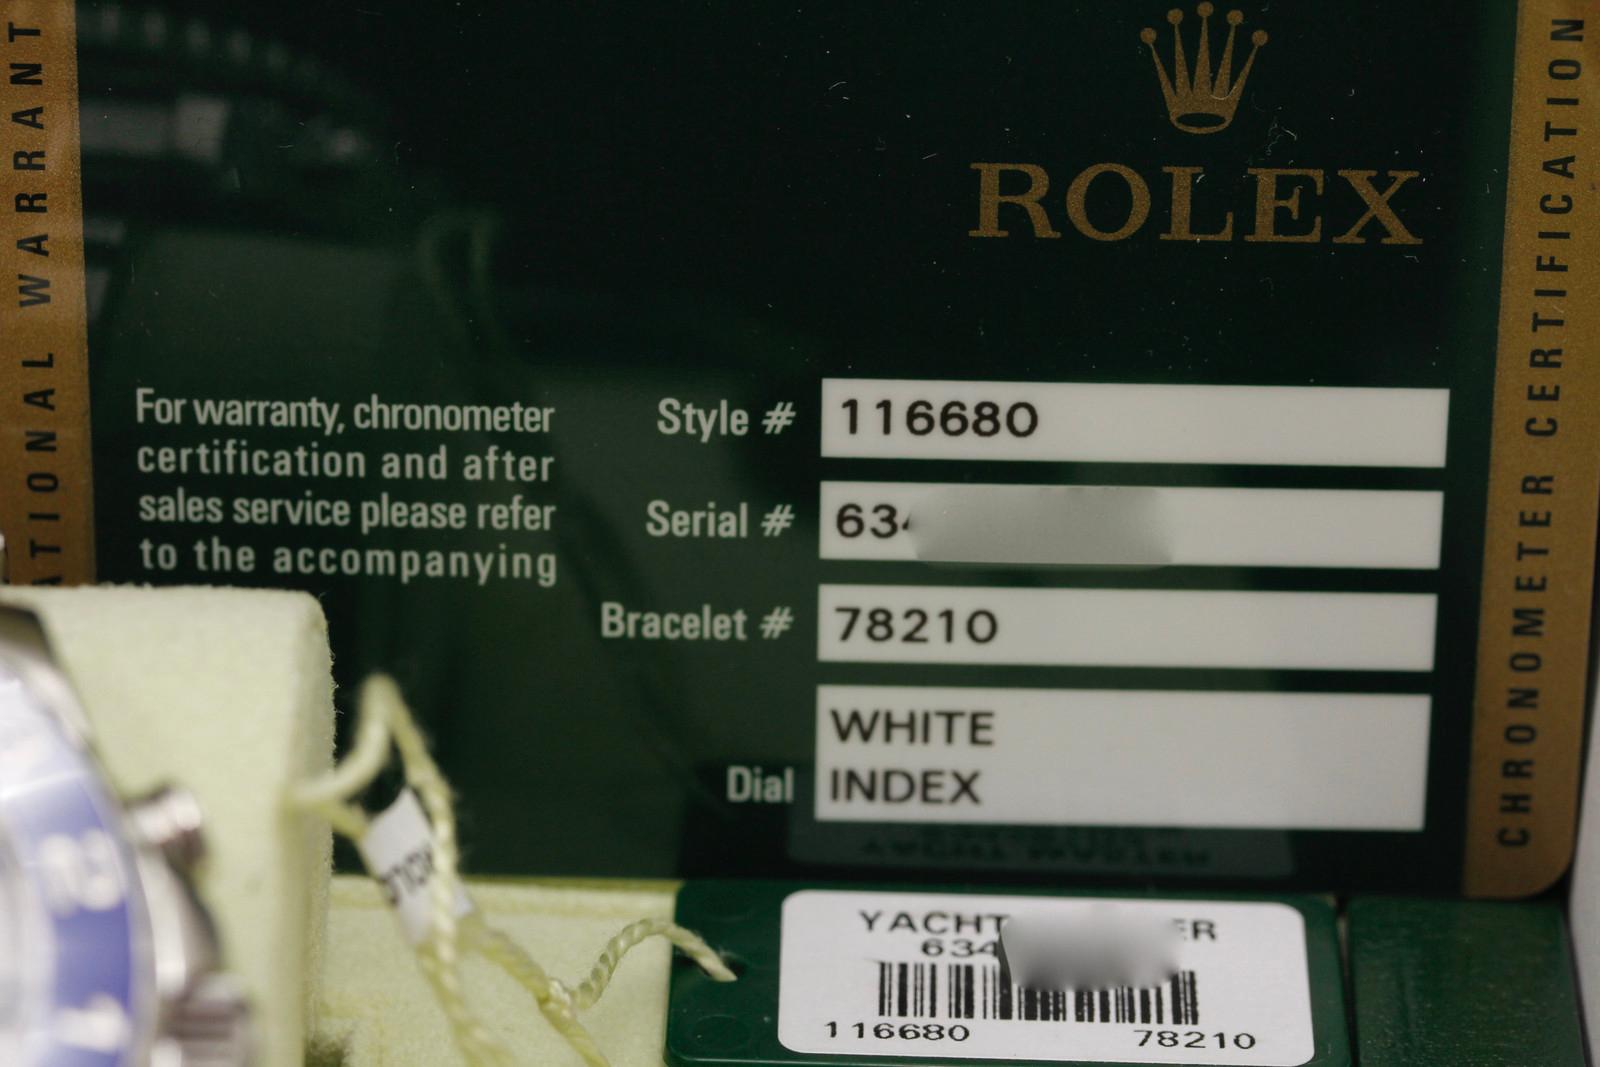 ATIONAL WARRANT
ROLEX
CHRONOMETER CERTIFICATION
For warranty, chronometer
certification and after
sales service please refer
to the accompanying
Style # 116680
Serial # 63
Bracelet # 78210
Dial WHITE
INDEX
YACHT ER
634
116680 78210